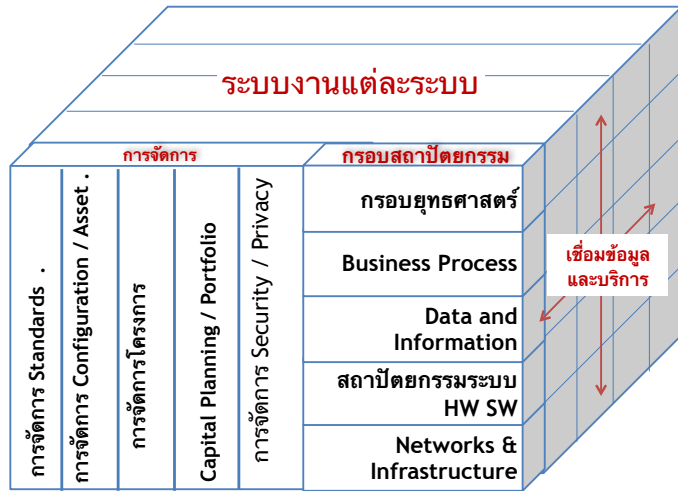 ระบบงานแต่ละระบบ
การจัดการ
กรอบสถาปัตยกรรม
การจัดการ Standards .
การจัดการ Configuration / Asset .
การจัดการโครงการ
Capital Planning / Portfolio
การจัดการ Security / Privacy
กรอบยุทธศาสตร์
Business Process
Data and
Information
สถาปัตยกรรมระบบ
HW SW
Networks &
Infrastructure
เชื่อมข้อมูล
และบริการ